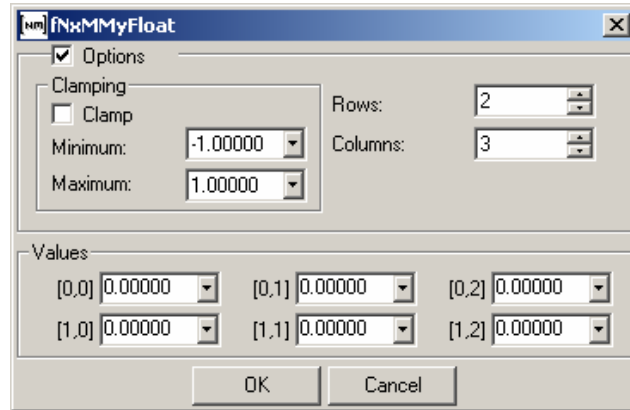 [NM] fNxMMyFloat
Options
Clamping
Clamp
Minimum: -1.00000
Maximum: 1.00000
Rows: 2
Columns: 3
Values
[0,0] 0.00000 [0,1] 0.00000 [0,2] 0.00000
[1,0] 0.00000 [1,1] 0.00000 [1,2] 0.00000
OK Cancel